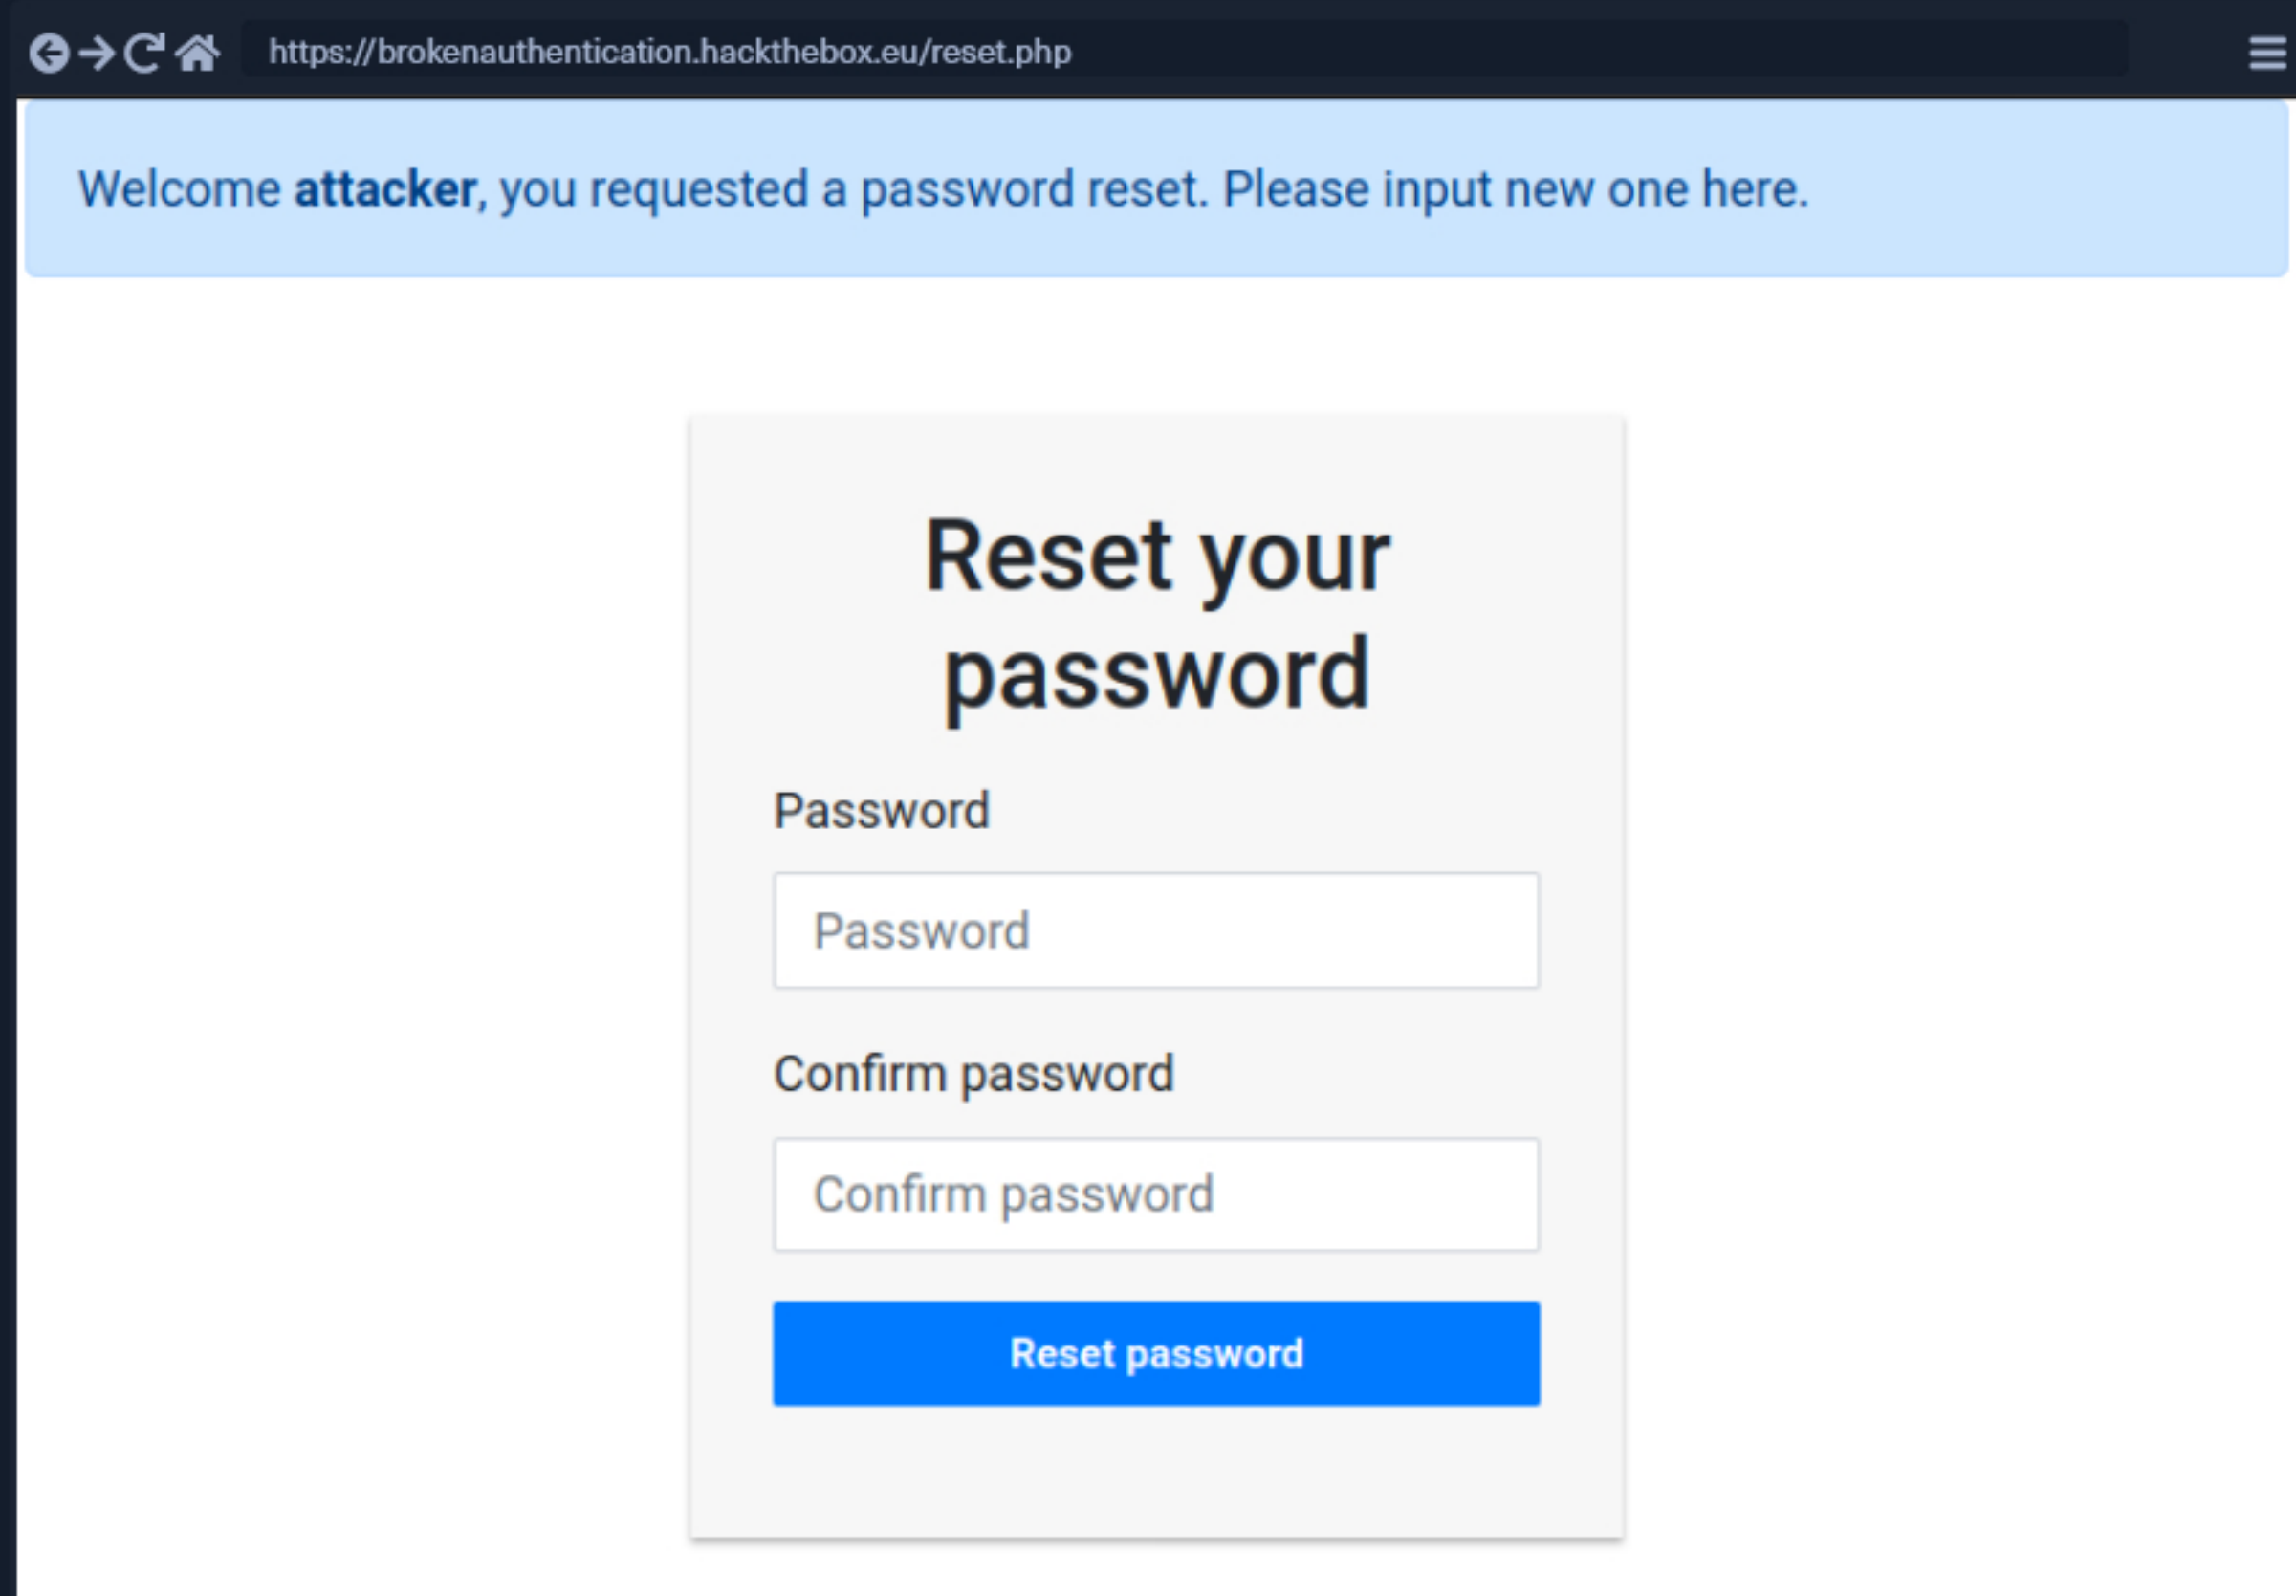 https://brokenauthentication.hackthebox.eu/reset.php
Welcome attacker, you requested a password reset. Please input new one here.
Reset your
password
Password
Password
Confirm password
Confirm password
Reset password